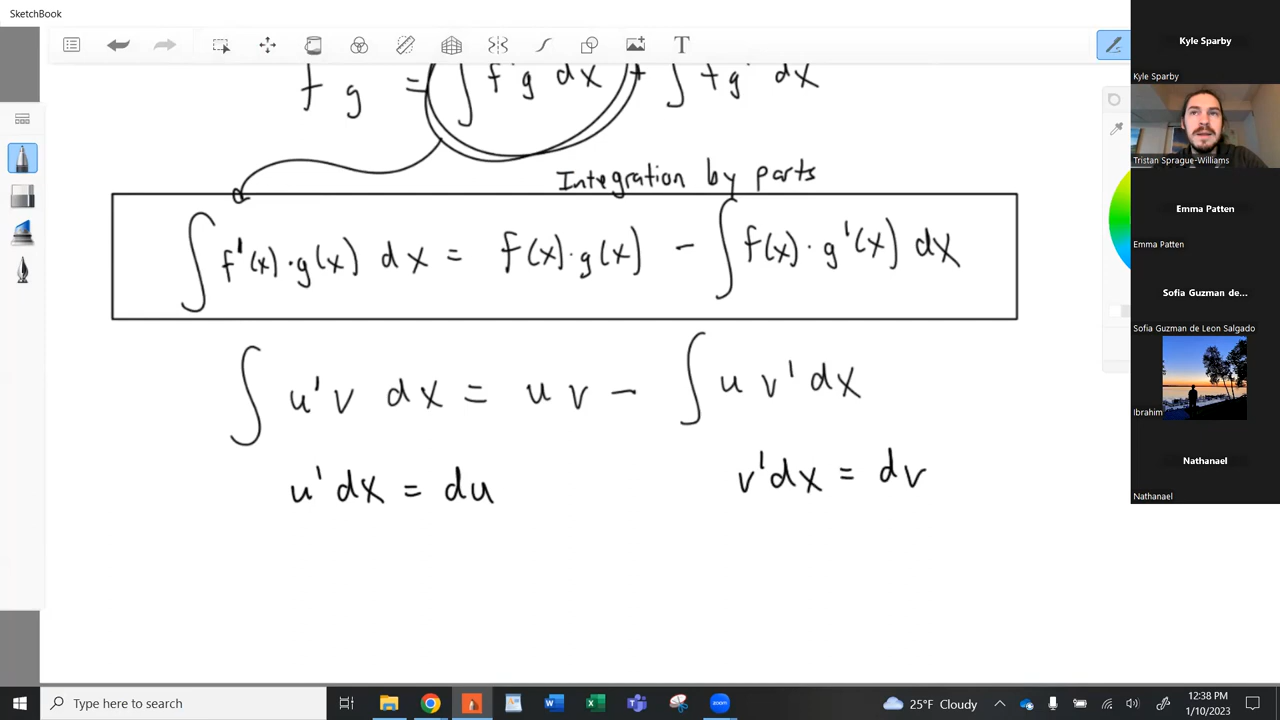 SketchBook
f g = ∫ f'g dx + ∫ fg' dx
Integration by parts
∫ f'(x)·g(x) dx = f(x)·g(x) - ∫ f(x)·g'(x) dx
∫ u'v dx = u v - ∫ u v' dx
u'dx = du
v'dx = dv
Kyle Sparby
Kyle Sparby
Tristan Sprague-Williams
Emma Patten
Emma Patten
Sofia Guzman de...
Sofia Guzman de Leon Salgado
Ibrahim
Nathanael
Nathanael
Type here to search
zoom
25°F Cloudy
12:38 PM
1/10/2023